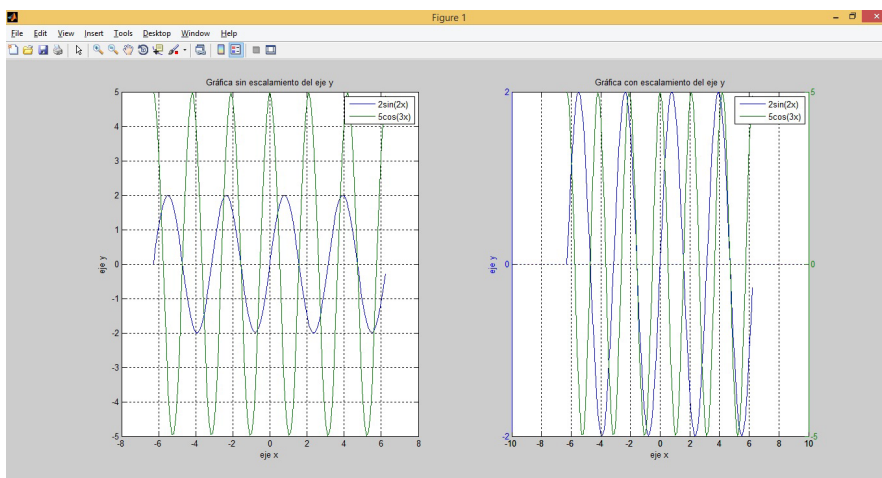 Figure 1
File Edit View Insert Tools Desktop Window Help
Gráfica sin escalamiento del eje y
2sin(2x)
5cos(3x)
5
4
3
2
1
0
-1
-2
-3
-4
-5
eje y
-8 -6 -4 -2 0 2 4 6 8
eje x
Gráfica con escalamiento del eje y
2sin(2x)
5cos(3x)
2
0
-2
eje y
5
0
-5
-10 -8 -6 -4 -2 0 2 4 6 8 10
eje x